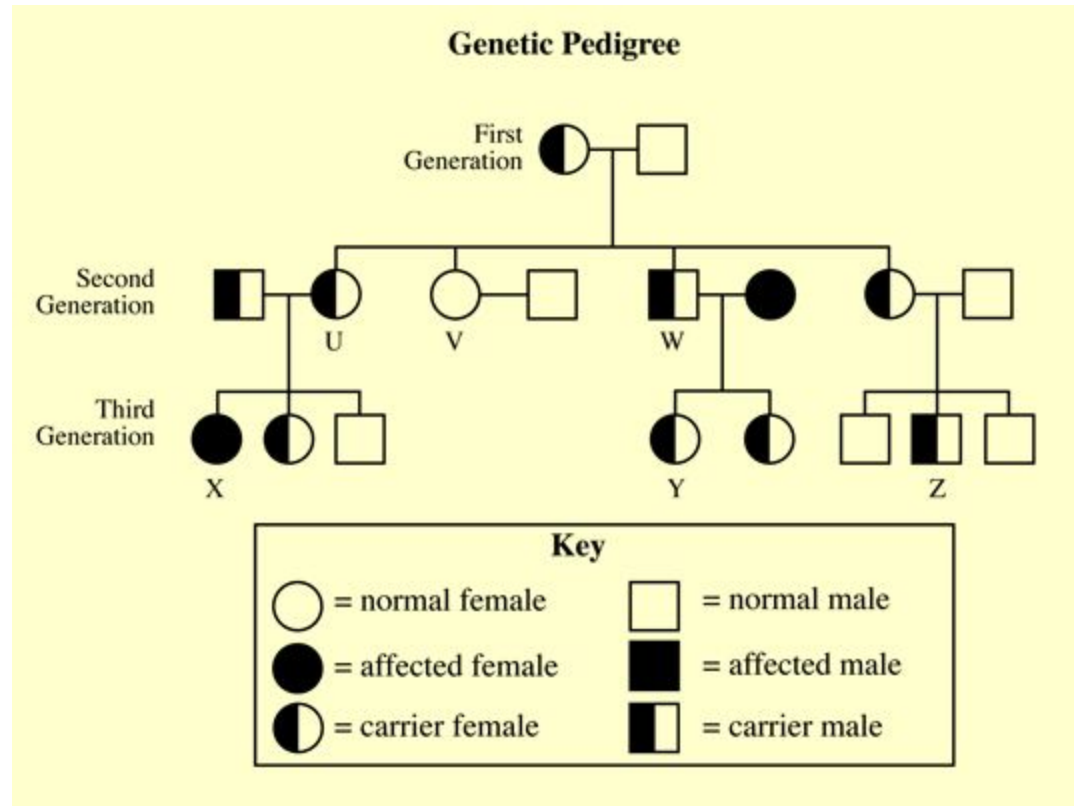 Genetic Pedigree
First
Generation
Second
Generation
U
V
W
Third
Generation
X
Y
Z
Key
= normal female
= normal male
= affected female
= affected male
= carrier female
= carrier male